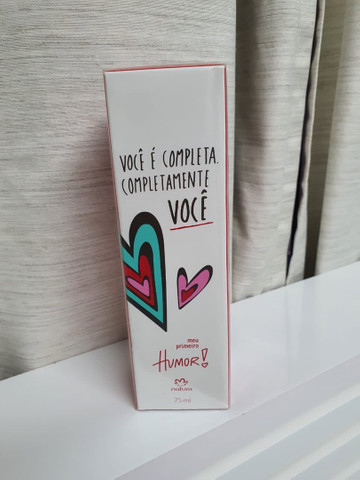 VOCÊ É COMPLETA.
COMPLETAMENTE
VOCÊ
meu
primeiro
HUMOR!
natura
75 ml